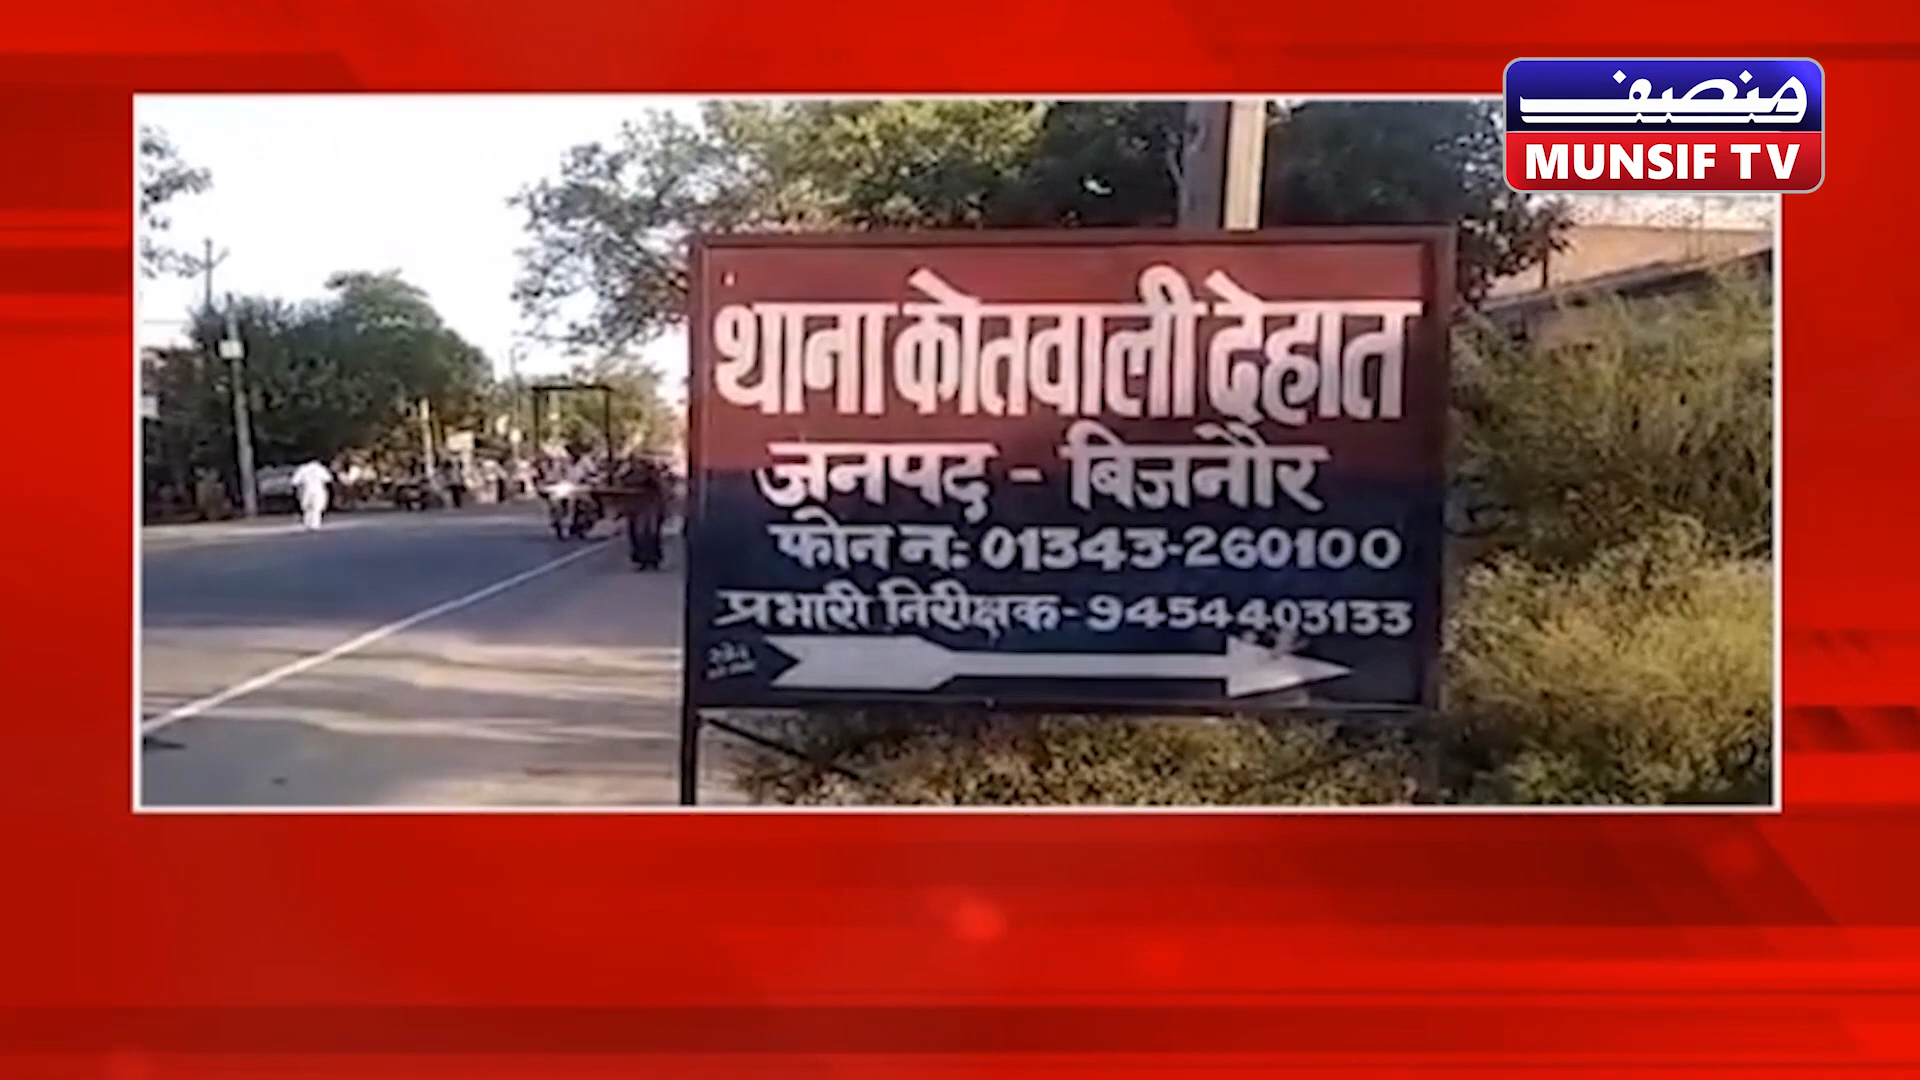 منصف
MUNSIF TV
थाना कोतवाली देहात
जनपद - बिजनौर
फोन न: 01343-260100
प्रभारी निरीक्षक- 9454403133